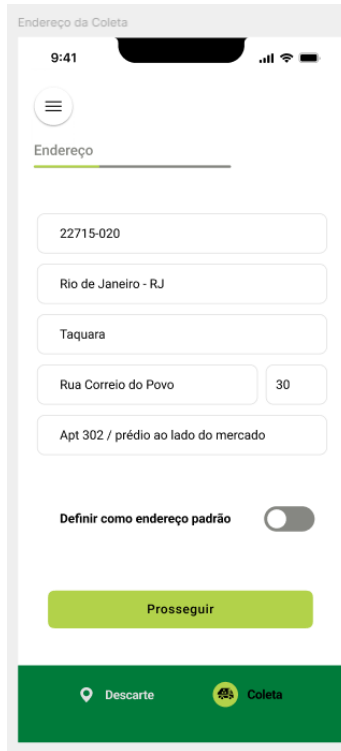 Endereço da Coleta
9:41
Endereço
22715-020
Rio de Janeiro - RJ
Taquara
Rua Correio do Povo 30
Apt 302 / prédio ao lado do mercado
Definir como endereço padrão
Prosseguir
Descarte Coleta